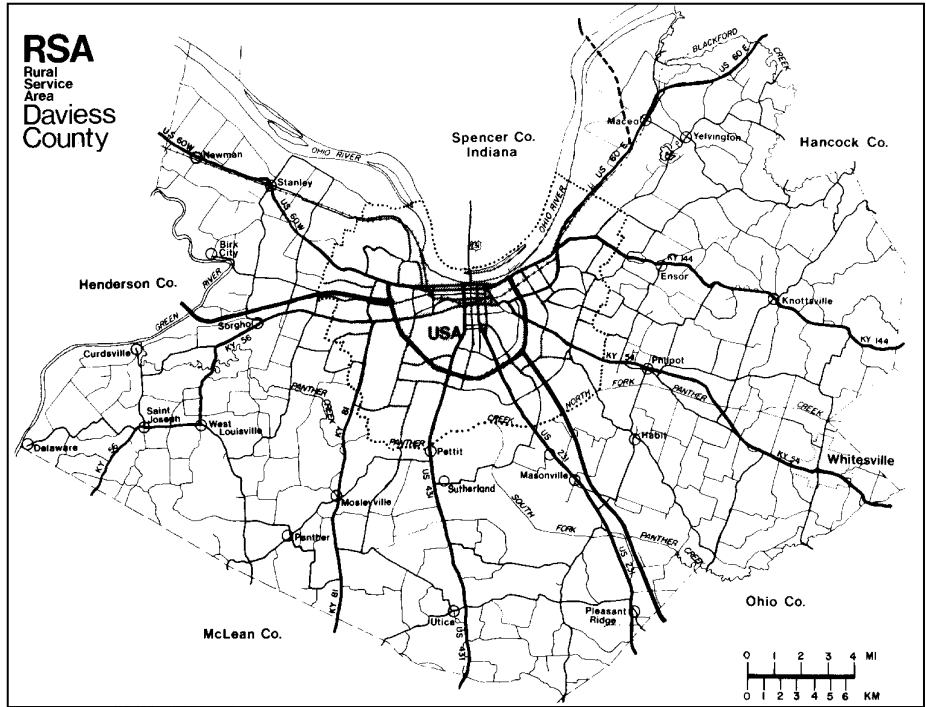 RSA
Rural
Service
Area
Daviess
County
BLACKFORD
CREEK
US 60 E.
Maceo
Yelvington
Spencer Co.
Indiana
Hancock Co.
US 60W
Newman
OHIO RIVER
Stanley
US 60W
US 60 E.
OHIO RIVER
Birk
City
KY 144
Ensor
Knottsville
KY 144
Henderson Co.
GREEN
RIVER
Sorgho
KY 56
USA
Curdsville
KY 54
Philpot
PANTHER
CREEK
FORK
PANTHER
CREEK
NORTH
Saint
Joseph
West
Louisville
KY 81
CREEK
PANTHER
Delaware
KY 56
Pettit
US 231
Habit
KY 54
Whitesville
US 431
Sutherland
Masonville
Mosleyville
SOUTH
FORK
PANTHER
CREEK
Panther
US 231
KY 81
Utica
US 431
Pleasant
Ridge
Ohio Co.
McLean Co.
0 1 2 3 4 MI
0 1 2 3 4 5 6 KM